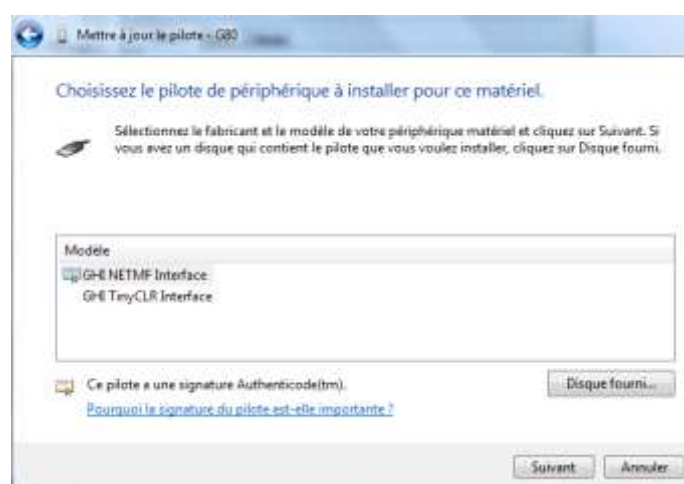 Mettre à jour le pilote - G80
Choisissez le pilote de périphérique à installer pour ce matériel.
Sélectionnez le fabricant et le modèle de votre périphérique matériel et cliquez sur Suivant. Si
vous avez un disque qui contient le pilote que vous voulez installer, cliquez sur Disque fourni.
Modèle
GHI NETMF Interface
GHI TinyCLR Interface
Ce pilote a une signature Authenticode(tm).
Disque fourni...
Pourquoi la signature du pilote est-elle importante ?
Suivant
Annuler